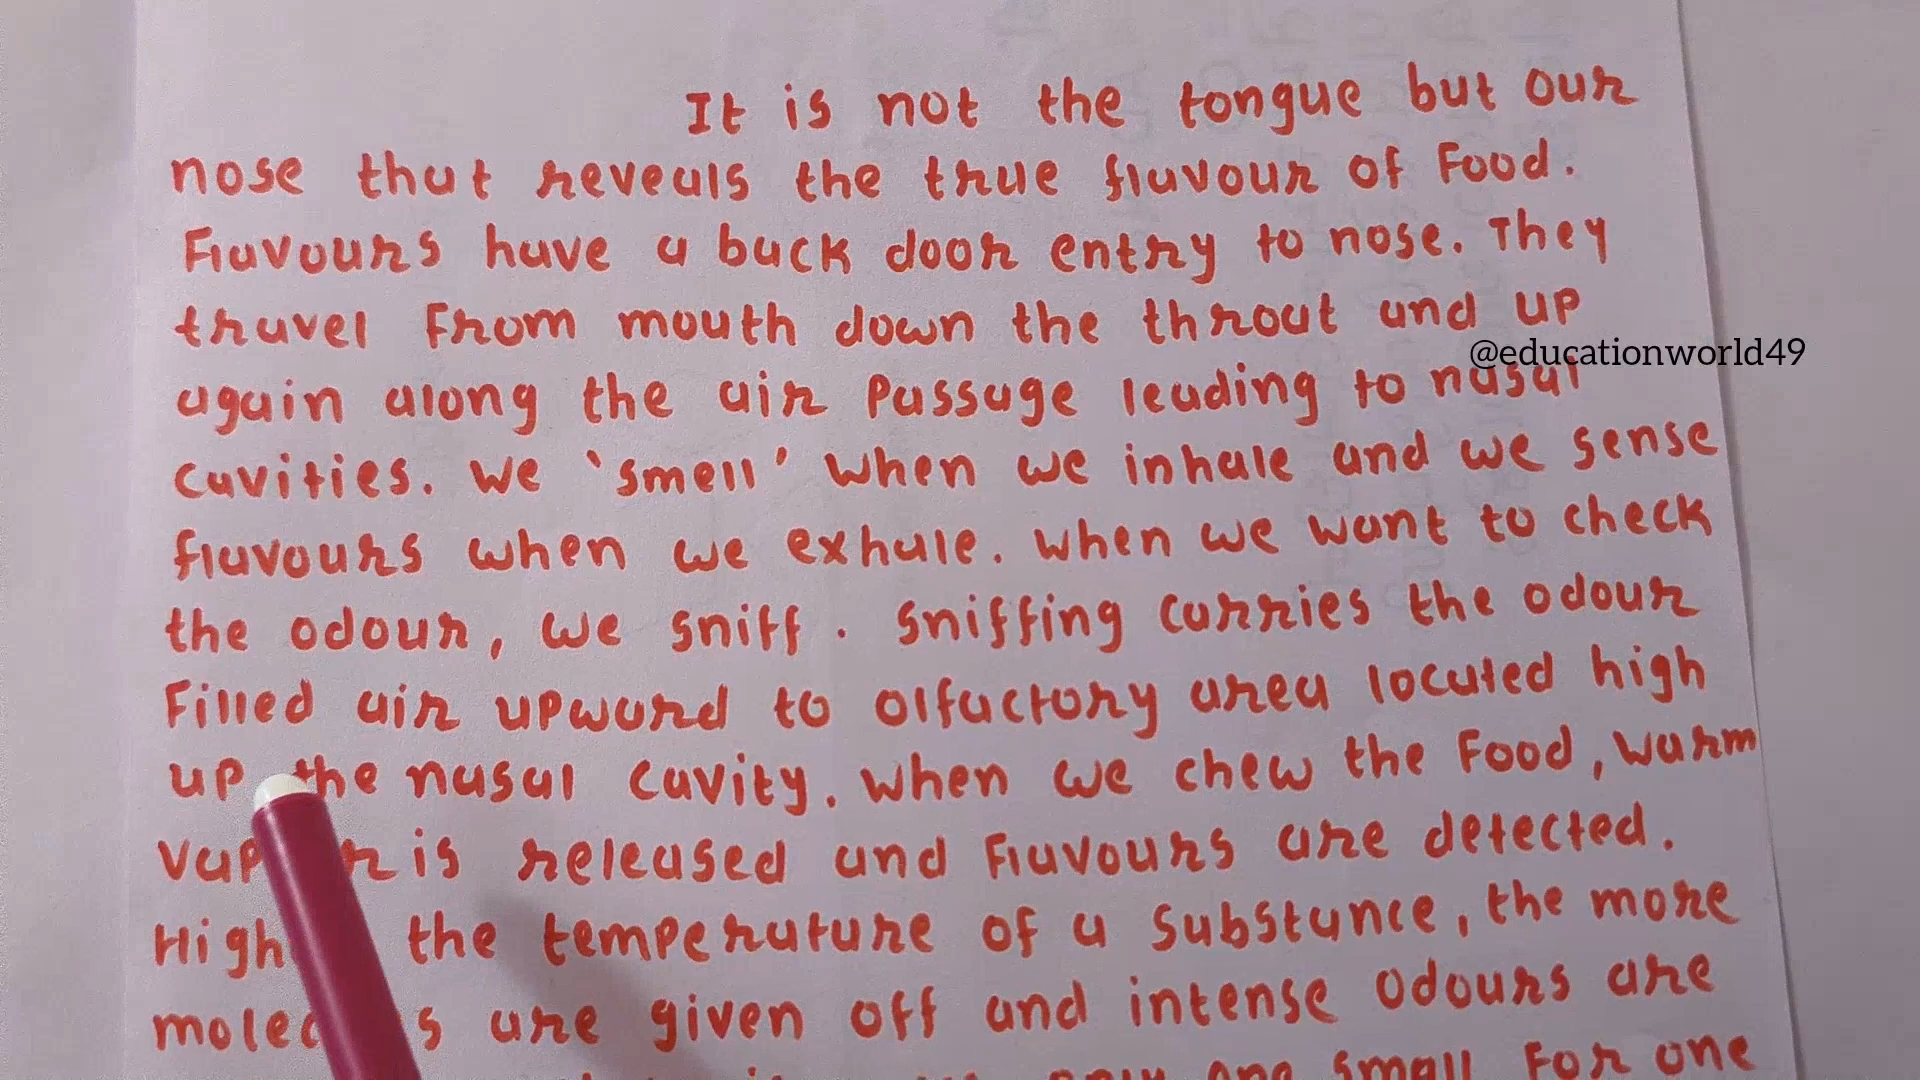 It is not the tongue but our
nose that reveals the true flavour of Food.
Flavours have a back door entry to nose. They
travel From mouth down the throat and up
@educationworld49
again along the air passage leading to nasal
cavities. We 'smell' when we inhale and we sense
flavours when we exhale. When we want to check
the odour, we sniff. Sniffing carries the odour
Filled air upward to olfactory area located high
up the nasal cavity. When we chew the Food, warm
is released and Flavours are detected.
the temperature of a substance, the more
are given off and intense odours are
only one small For one